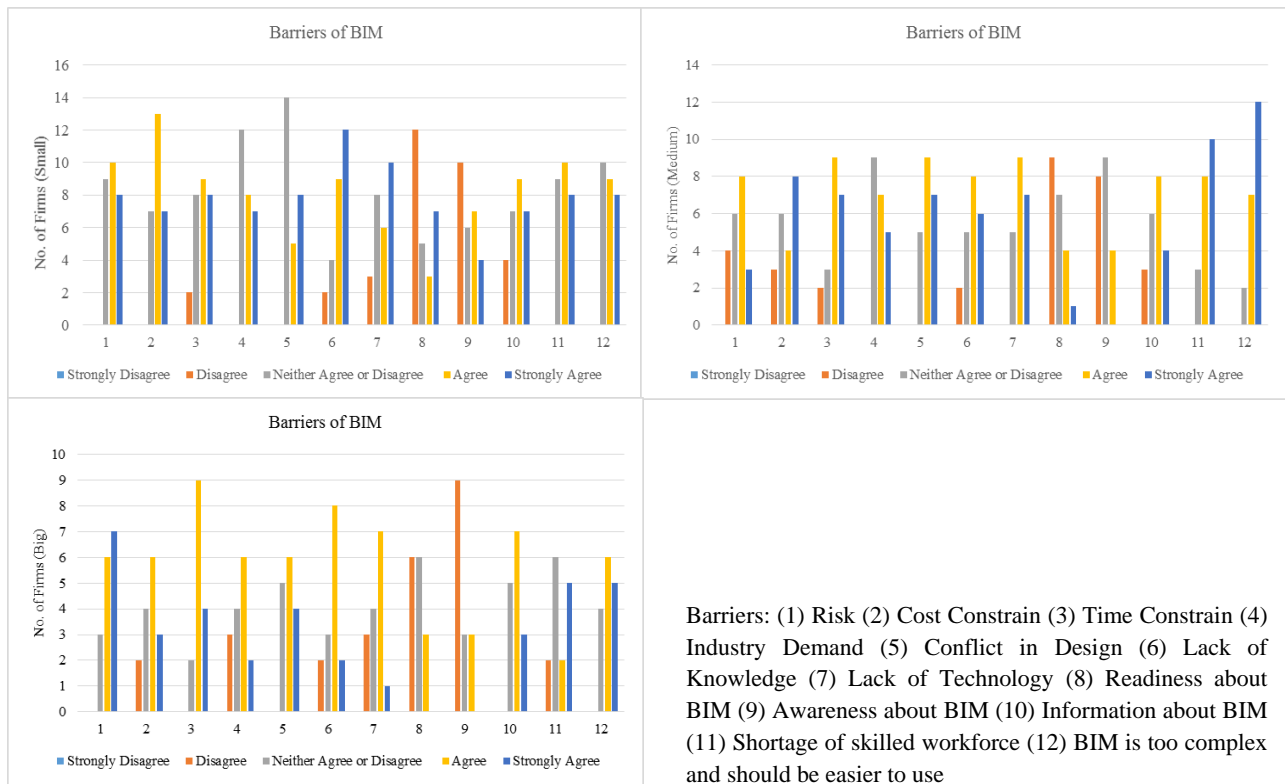 Barriers of BIM
16
14
12
10
8
6
4
2
0
No. of Firms (Small)
1 2 3 4 5 6 7 8 9 10 11 12
Strongly Disagree Disagree Neither Agree or Disagree Agree Strongly Agree
Barriers of BIM
14
12
10
8
6
4
2
0
No. of Firms (Medium)
1 2 3 4 5 6 7 8 9 10 11 12
Strongly Disagree Disagree Neither Agree or Disagree Agree Strongly Agree
Barriers of BIM
10
9
8
7
6
5
4
3
2
1
0
No. of Firms (Big)
1 2 3 4 5 6 7 8 9 10 11 12
Strongly Disagree Disagree Neither Agree or Disagree Agree Strongly Agree
Barriers: (1) Risk (2) Cost Constrain (3) Time Constrain (4)
Industry Demand (5) Conflict in Design (6) Lack of
Knowledge (7) Lack of Technology (8) Readiness about
BIM (9) Awareness about BIM (10) Information about BIM
(11) Shortage of skilled workforce (12) BIM is too complex
and should be easier to use